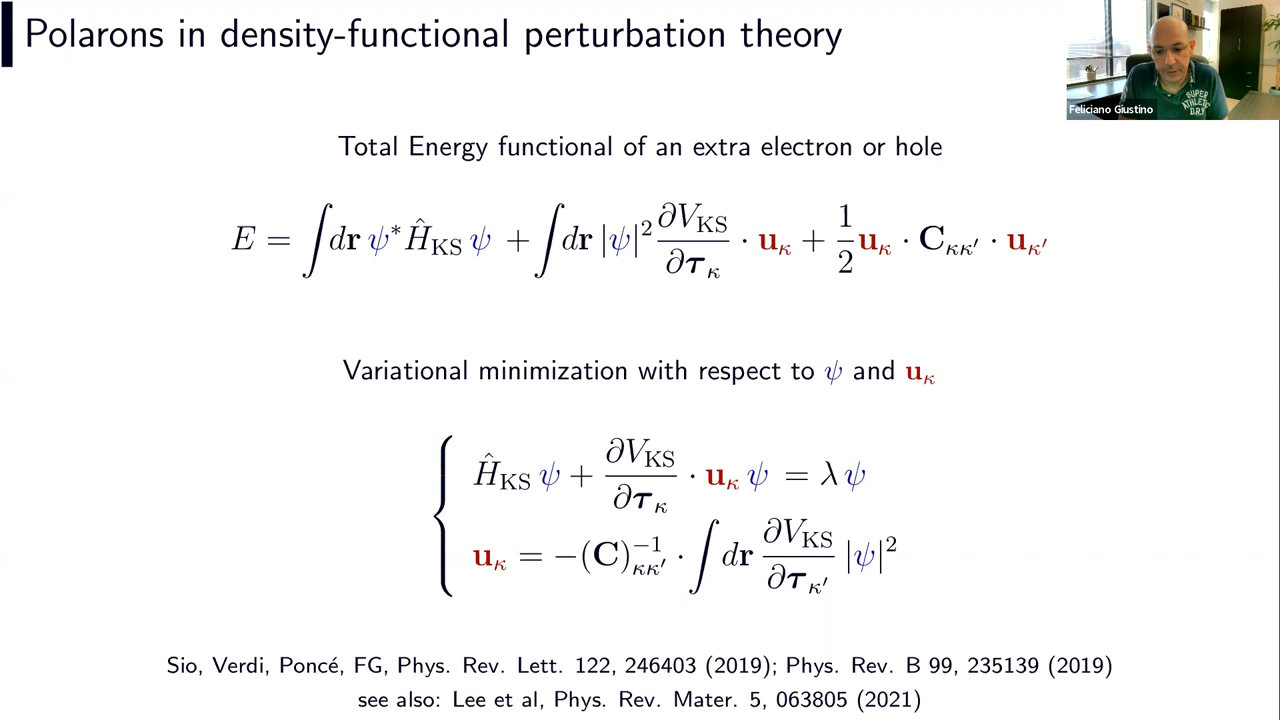 Polarons in density-functional perturbation theory
Feliciano Giustino
SUPER
ATHLETIC
D.R.Y
Total Energy functional of an extra electron or hole
E = ∫dr ψ* Ĥ_KS ψ + ∫dr |ψ|² ∂V_KS/∂τ_κ · u_κ + 1/2 u_κ · C_κκ′ · u_κ′
Variational minimization with respect to ψ and u_κ
Ĥ_KS ψ + ∂V_KS/∂τ_κ · u_κ ψ = λ ψ
u_κ = −(C)⁻¹_κκ′ · ∫dr ∂V_KS/∂τ_κ′ |ψ|²
Sio, Verdi, Poncé, FG, Phys. Rev. Lett. 122, 246403 (2019); Phys. Rev. B 99, 235139 (2019)
see also: Lee et al, Phys. Rev. Mater. 5, 063805 (2021)